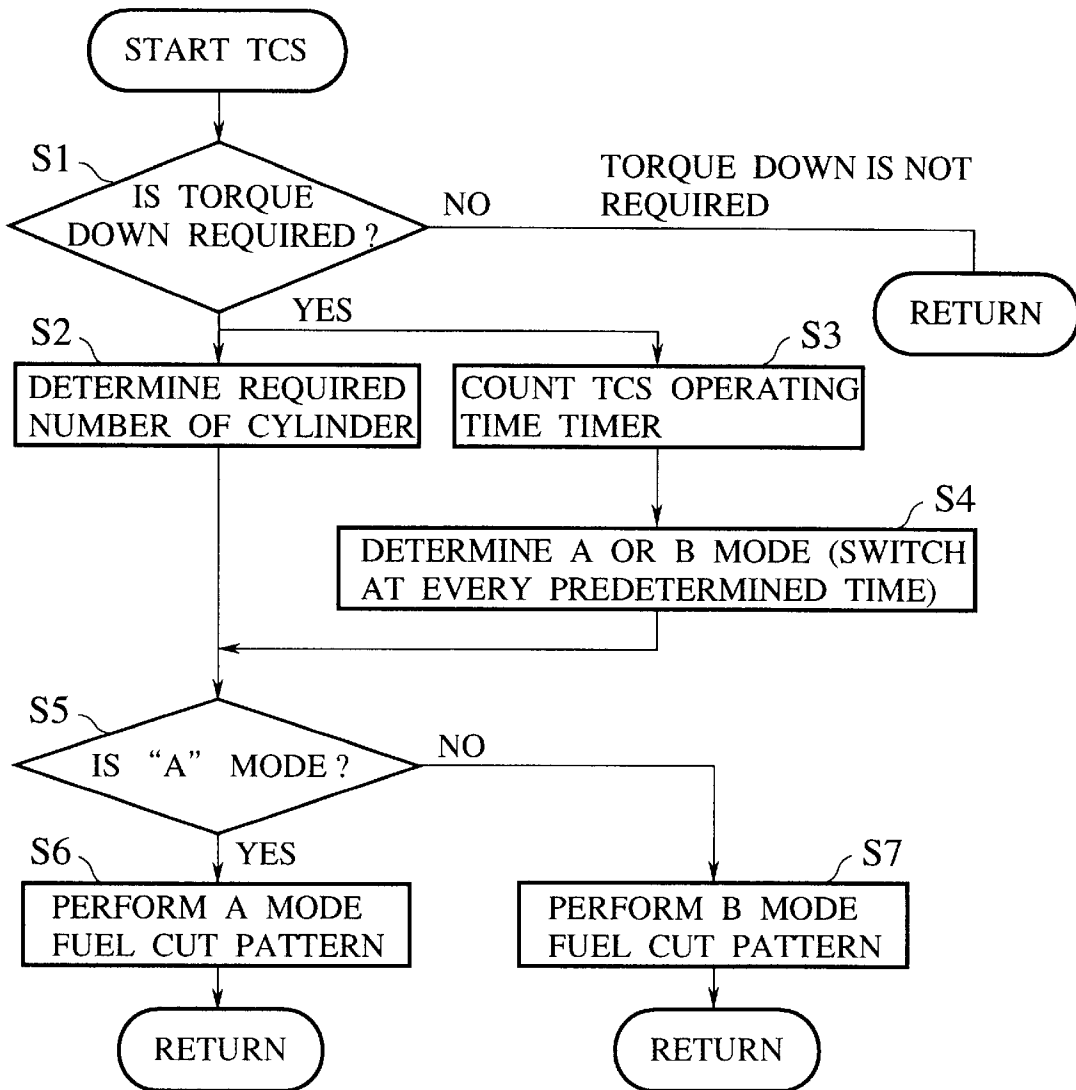 START TCS
S1
IS TORQUE
DOWN REQUIRED ?
NO
TORQUE DOWN IS NOT
REQUIRED
RETURN
YES
S2
DETERMINE REQUIRED
NUMBER OF CYLINDER
S3
COUNT TCS OPERATING
TIME TIMER
S4
DETERMINE A OR B MODE (SWITCH
AT EVERY PREDETERMINED TIME)
S5
IS “A” MODE ?
NO
YES
S6
PERFORM A MODE
FUEL CUT PATTERN
S7
PERFORM B MODE
FUEL CUT PATTERN
RETURN
RETURN